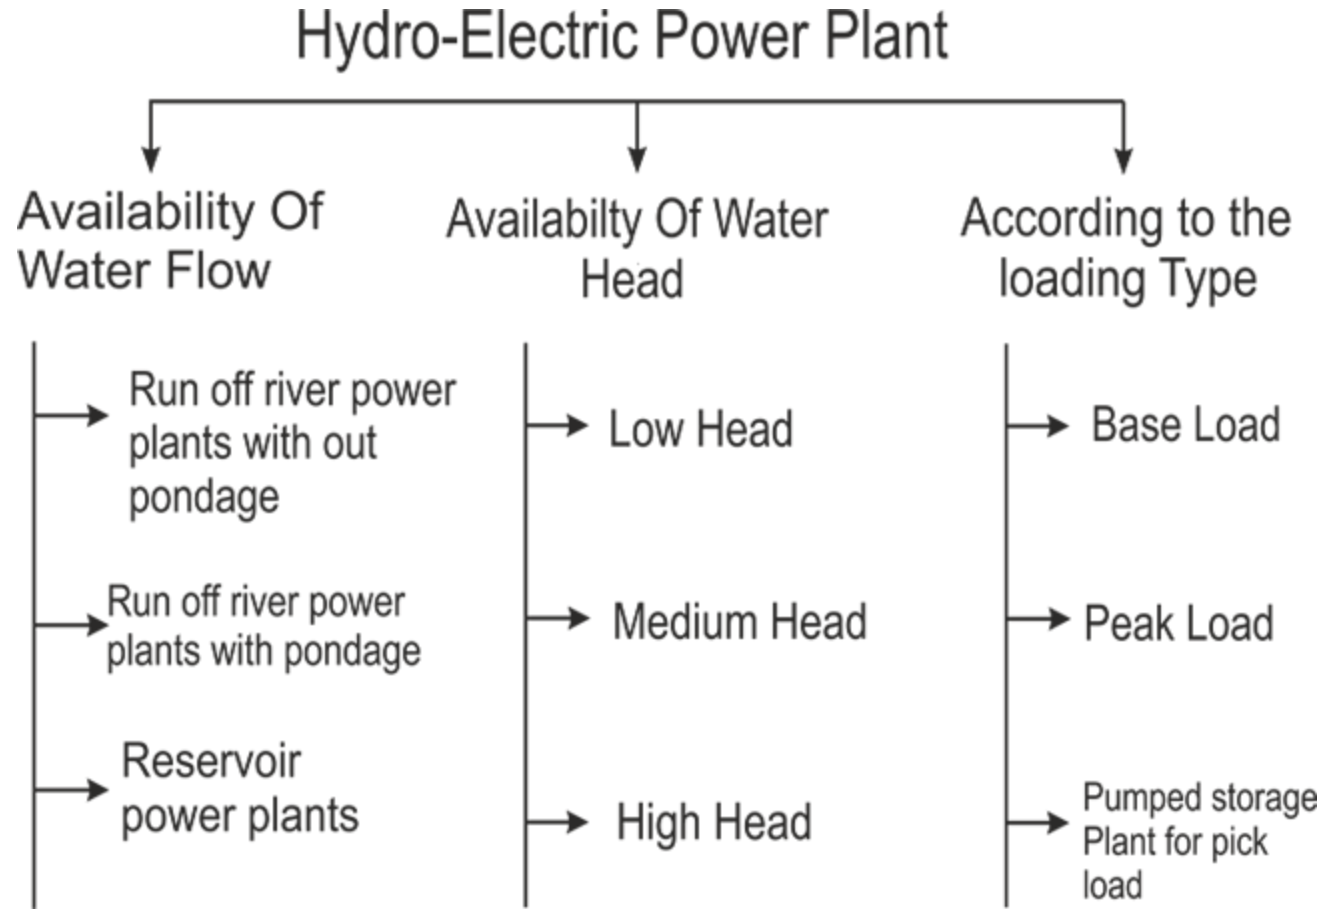 Hydro-Electric Power Plant
Availability Of
Water Flow
Run off river power
plants with out
pondage
Run off river power
plants with pondage
Reservoir
power plants
Availabilty Of Water
Head
Low Head
Medium Head
High Head
According to the
loading Type
Base Load
Peak Load
Pumped storage
Plant for pick
load